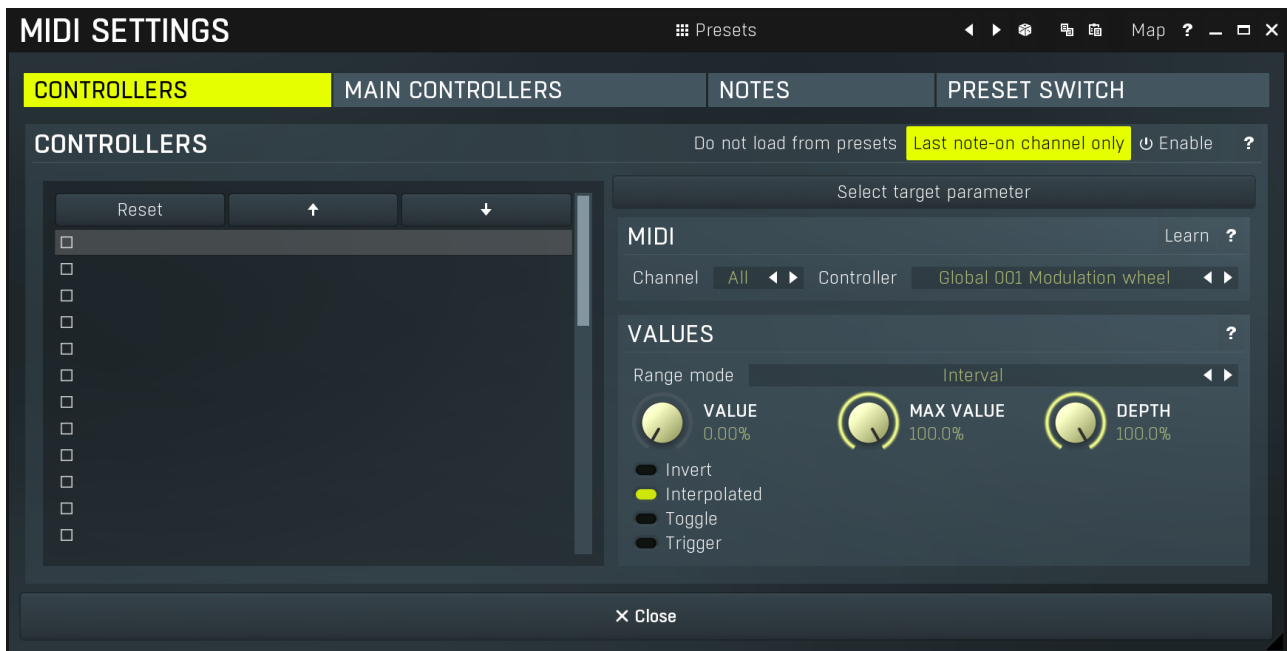 MIDI SETTINGS Presets Map ?
CONTROLLERS MAIN CONTROLLERS NOTES PRESET SWITCH
CONTROLLERS Do not load from presets Last note-on channel only Enable ?
Select target parameter
Reset
MIDI Learn ?
Channel All Controller Global 001 Modulation wheel
VALUES ?
Range mode Interval
VALUE MAX VALUE DEPTH
0.00% 100.0% 100.0%
Invert
Interpolated
Toggle
Trigger
Close